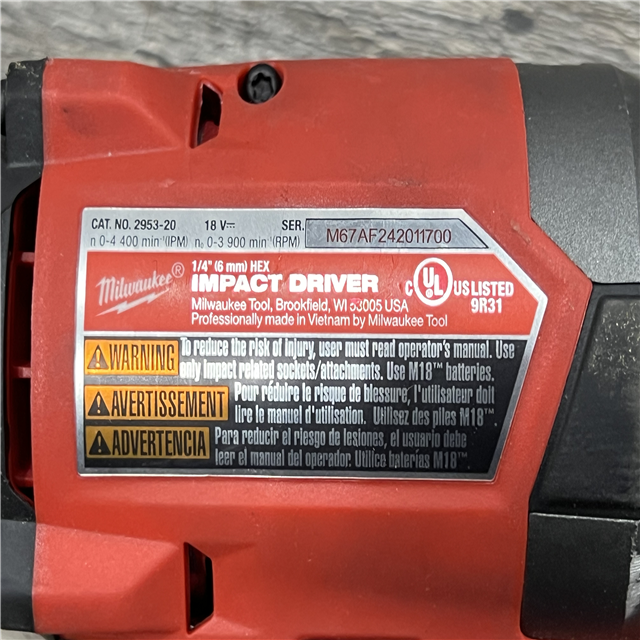 CAT. NO. 2953-20 18 V⎓ SER. M67AF242011700
n 0-4 400 min⁻¹(IPM) n₀ 0-3 900 min⁻¹(RPM)
Milwaukee®
1/4" (6 mm) HEX
IMPACT DRIVER
Milwaukee Tool, Brookfield, WI 53005 USA
Professionally made in Vietnam by Milwaukee Tool
C UL US LISTED
9R31
WARNING To reduce the risk of injury, user must read operator's manual. Use
only impact related sockets/attachments. Use M18™ batteries.
AVERTISSEMENT Pour réduire le risque de blessure, l'utilisateur doit
lire le manuel d'utilisation. Utilisez des piles M18™.
ADVERTENCIA Para reducir el riesgo de lesiones, el usuario debe
leer el manual del operador. Utilice baterías M18™.